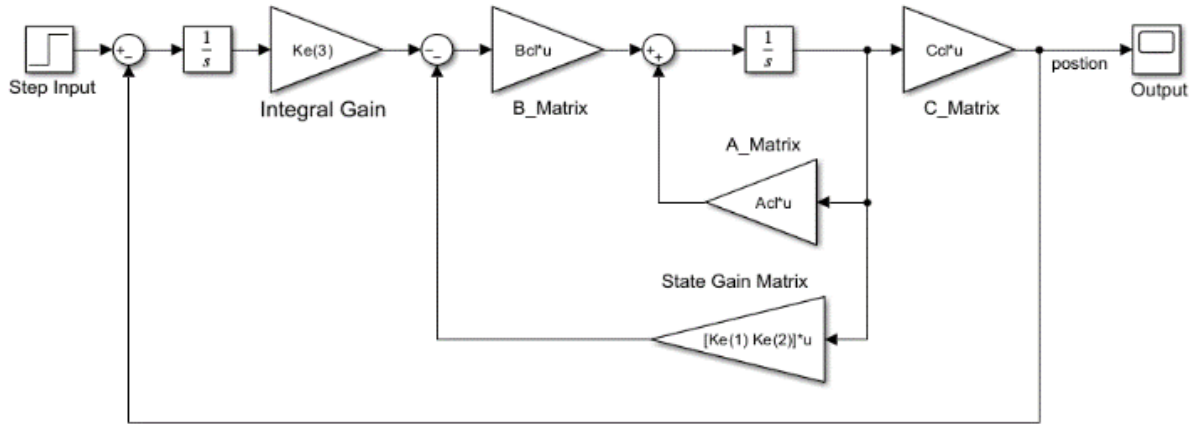 Step Input
1
s
Ke(3)
Integral Gain
Bcl*u
B_Matrix
1
s
Ccl*u
C_Matrix
postion
Output
A_Matrix
Acl*u
State Gain Matrix
[Ke(1) Ke(2)]*u